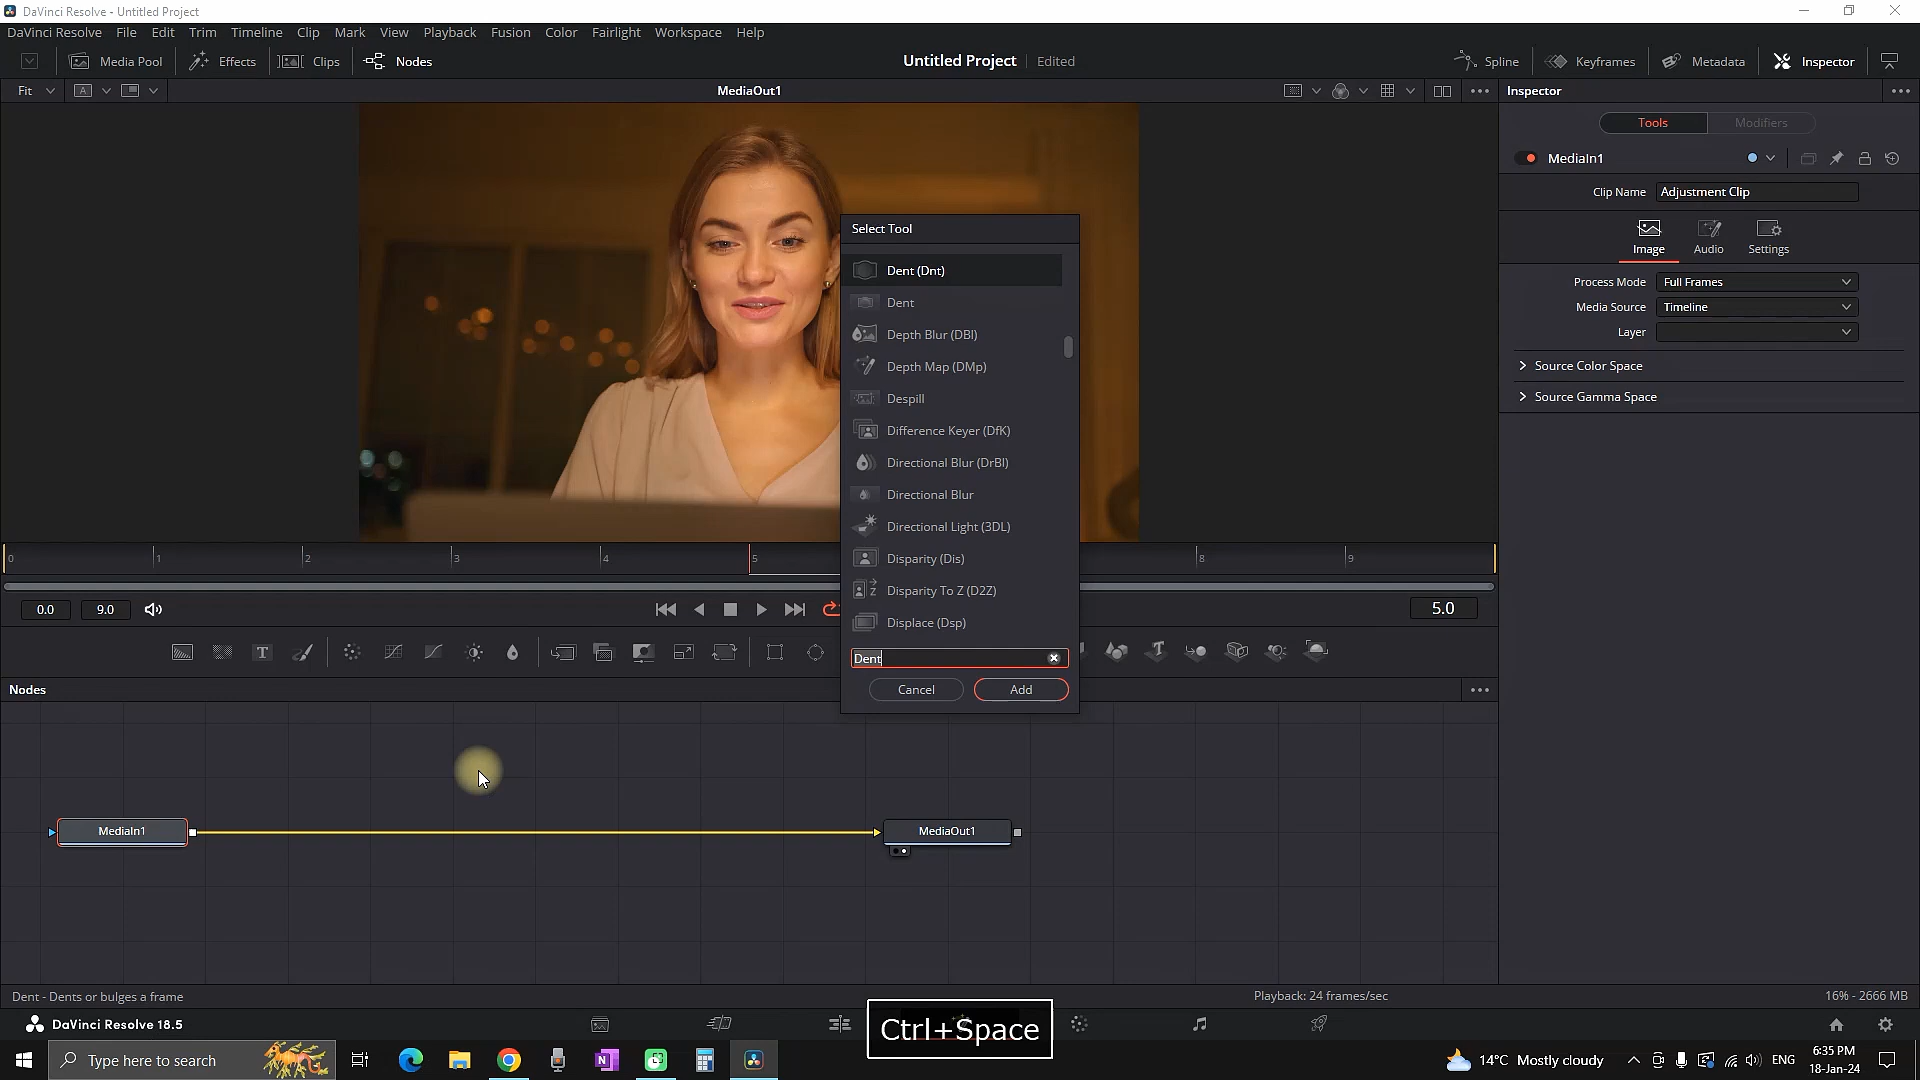 DaVinci Resolve - Untitled Project
DaVinci Resolve File Edit Trim Timeline Clip Mark View Playback Fusion Color Fairlight Workspace Help
Media Pool Effects Clips Nodes Untitled Project Edited Spline Keyframes Metadata Inspector
Fit A MediaOut1 Inspector
Tools Modifiers
MediaIn1
Clip Name Adjustment Clip
Image Audio Settings
Process Mode Full Frames
Media Source Timeline
Layer
Source Color Space
Source Gamma Space
Select Tool
Dent (Dnt)
Dent
Depth Blur (DBl)
Depth Map (DMp)
Despill
Difference Keyer (DfK)
Directional Blur (DrBl)
Directional Blur
Directional Light (3DL)
Disparity (Dis)
Disparity To Z (D2Z)
Displace (Dsp)
Dent
Cancel Add
0 1 2 3 4 5 8 9
0.0 9.0 5.0
Nodes
MediaIn1 MediaOut1
Dent - Dents or bulges a frame Playback: 24 frames/sec 16% - 2666 MB
DaVinci Resolve 18.5
Ctrl+Space
Type here to search 14°C Mostly cloudy ENG 6:35 PM
18-Jan-24